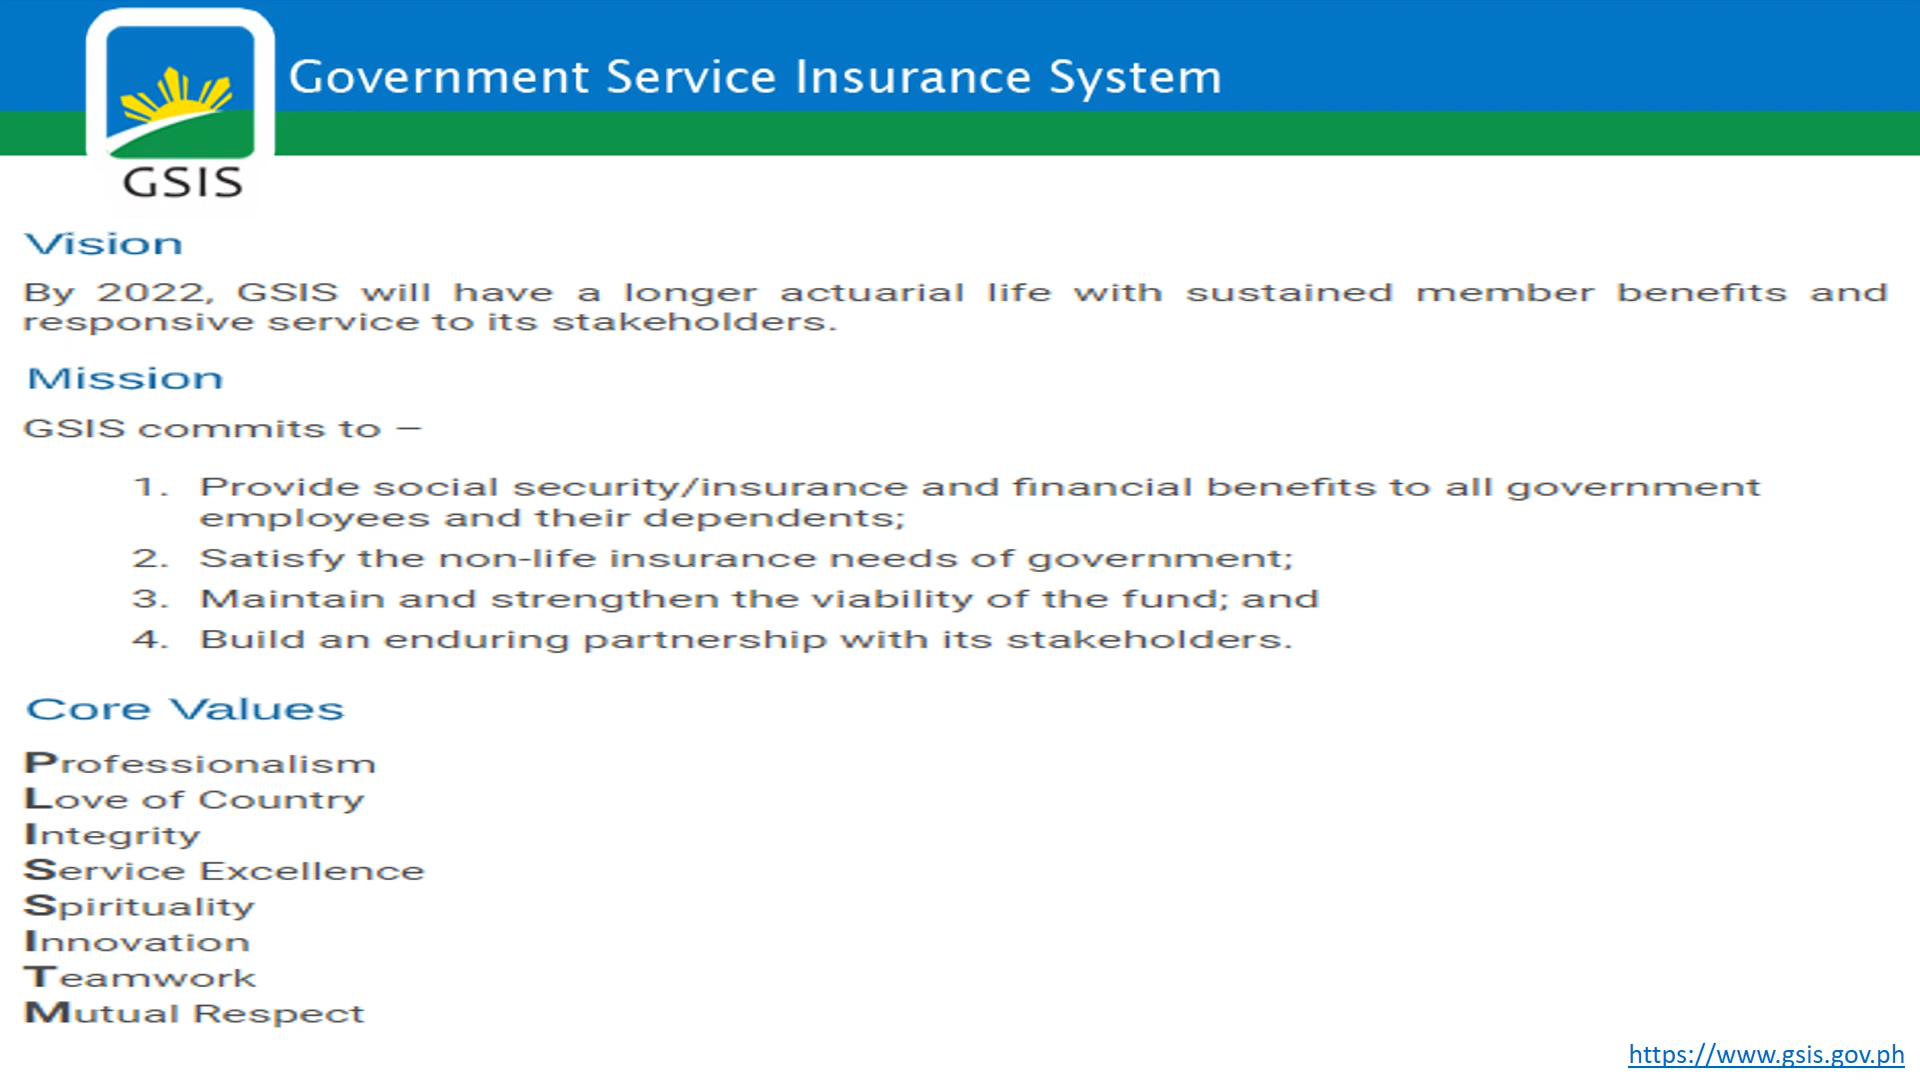 Government Service Insurance System
GSIS
Vision
By 2022, GSIS will have a longer actuarial life with sustained member benefits and
responsive service to its stakeholders.
Mission
GSIS commits to –
1. Provide social security/insurance and financial benefits to all government
employees and their dependents;
2. Satisfy the non-life insurance needs of government;
3. Maintain and strengthen the viability of the fund; and
4. Build an enduring partnership with its stakeholders.
Core Values
Professionalism
Love of Country
Integrity
Service Excellence
Spirituality
Innovation
Teamwork
Mutual Respect
https://www.gsis.gov.ph